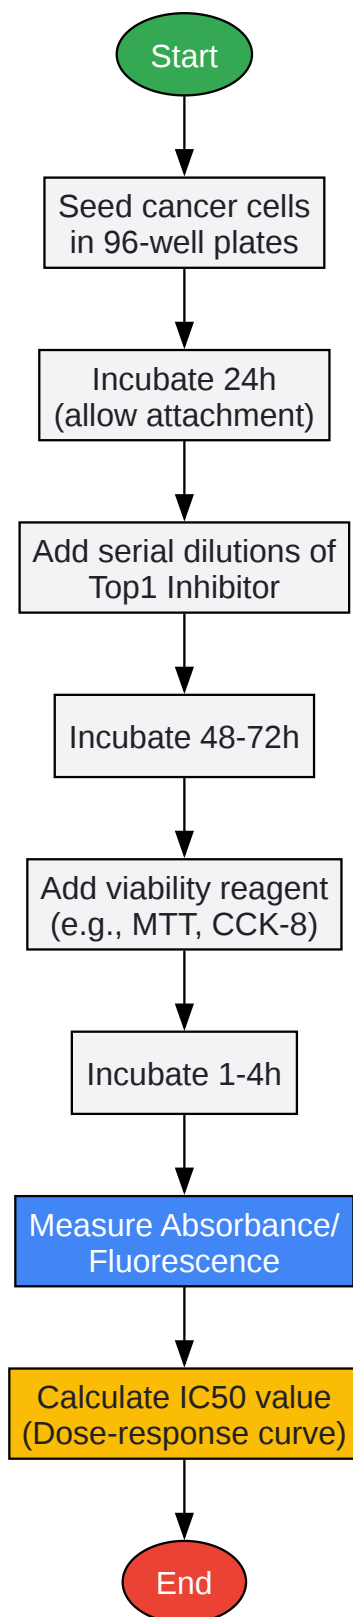 Start
Seed cancer cells
in 96-well plates
Incubate 24h
(allow attachment)
Add serial dilutions of
Top1 Inhibitor
Incubate 48-72h
Add viability reagent
(e.g., MTT, CCK-8)
Incubate 1-4h
Measure Absorbance/
Fluorescence
Calculate IC50 value
(Dose-response curve)
End